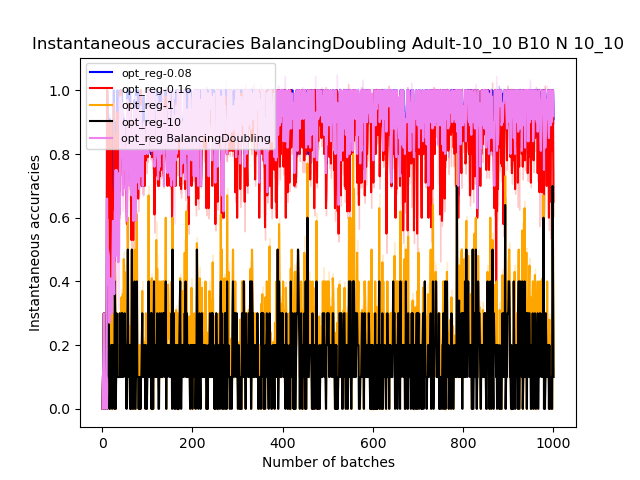 Instantaneous accuracies BalancingDoubling Adult-10_10 B10 N 10_10
opt_reg-0.08
opt_reg-0.16
opt_reg-1
opt_reg-10
opt_reg BalancingDoubling
Instantaneous accuracies
1.0
0.8
0.6
0.4
0.2
0.0
0 200 400 600 800 1000
Number of batches